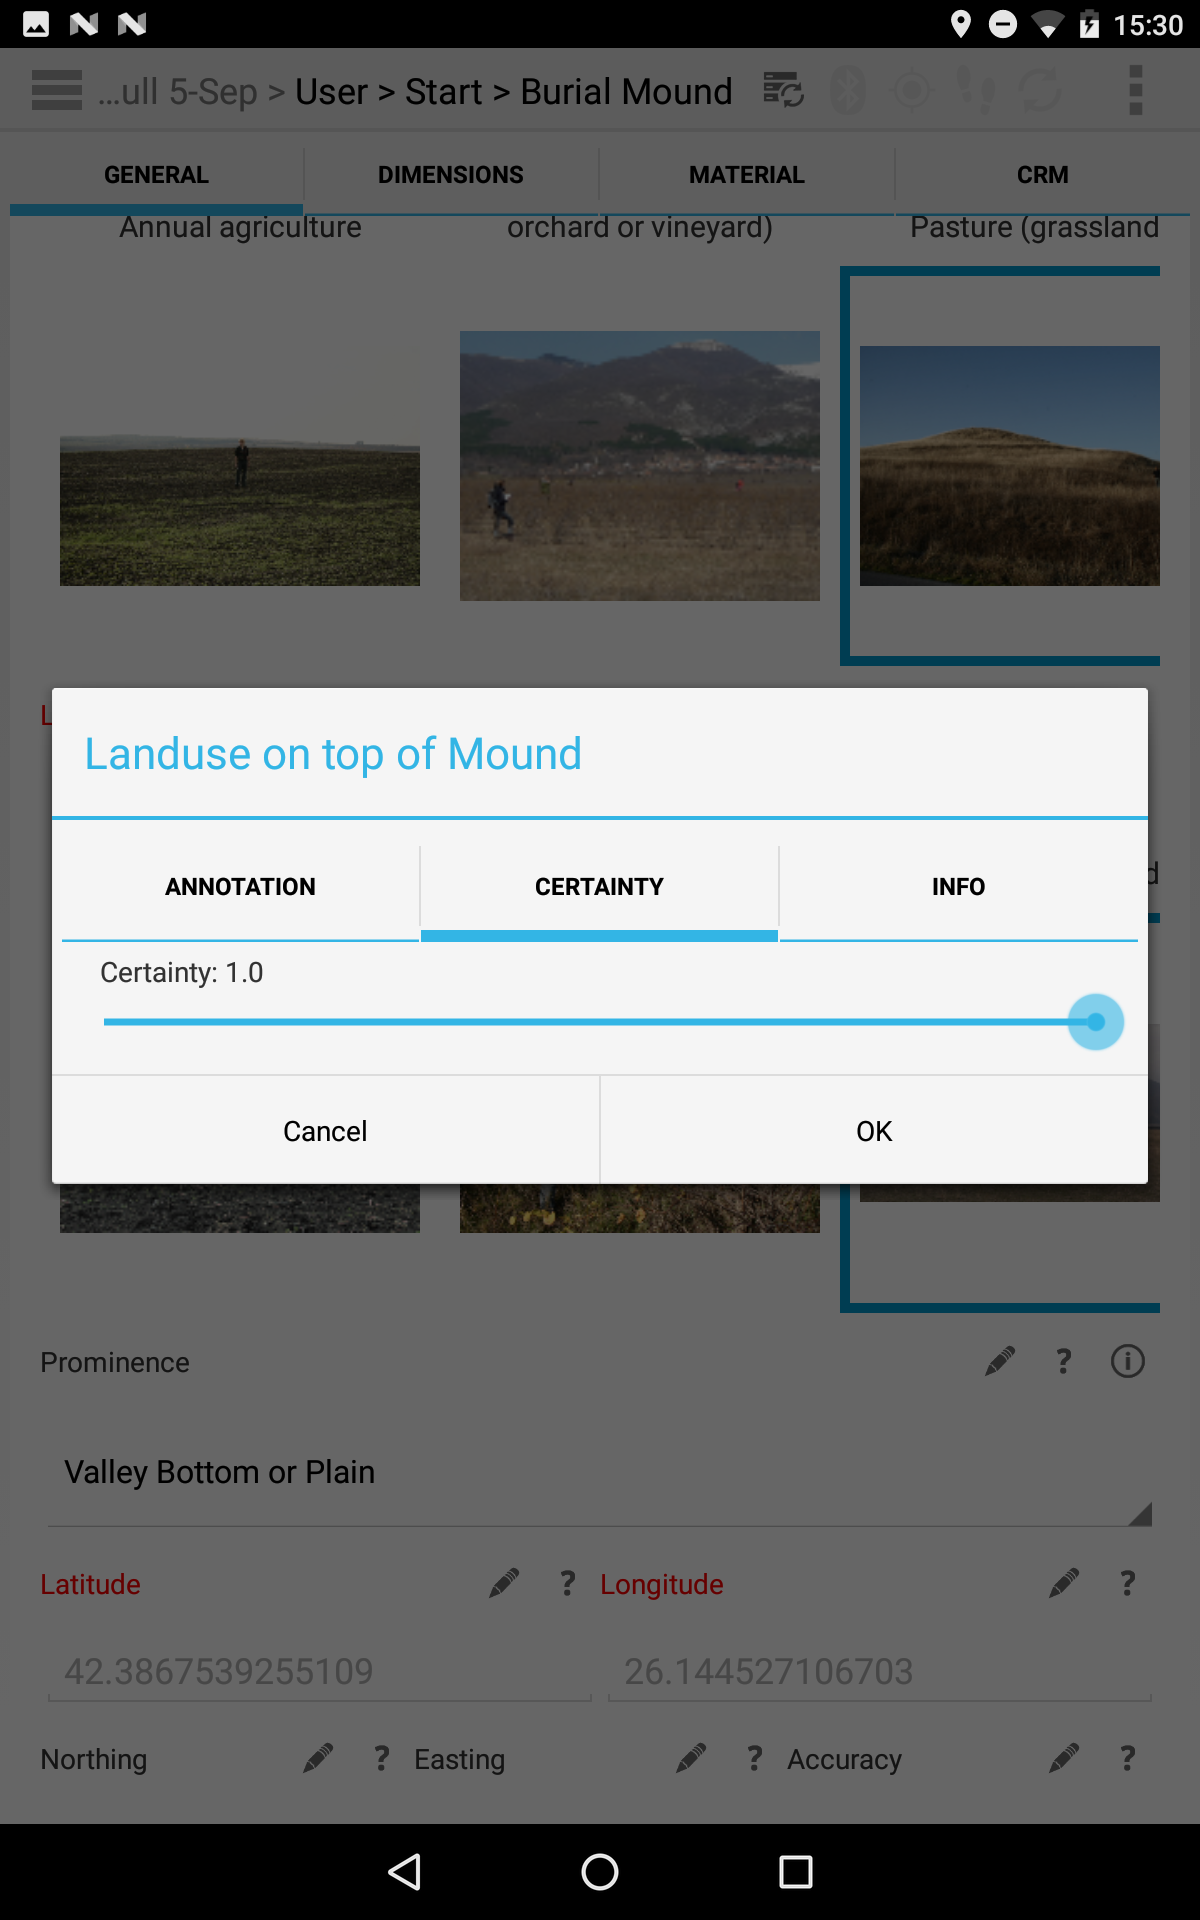 15:30
...ull 5-Sep > User > Start > Burial Mound
GENERAL DIMENSIONS MATERIAL CRM
Annual agriculture orchard or vineyard) Pasture (grassland
L
Landuse on top of Mound
d
ANNOTATION CERTAINTY INFO
Certainty: 1.0
Cancel OK
Prominence ?
Valley Bottom or Plain
Latitude ? Longitude ?
42.3867539255109 26.144527106703
Northing ? Easting ? Accuracy ?